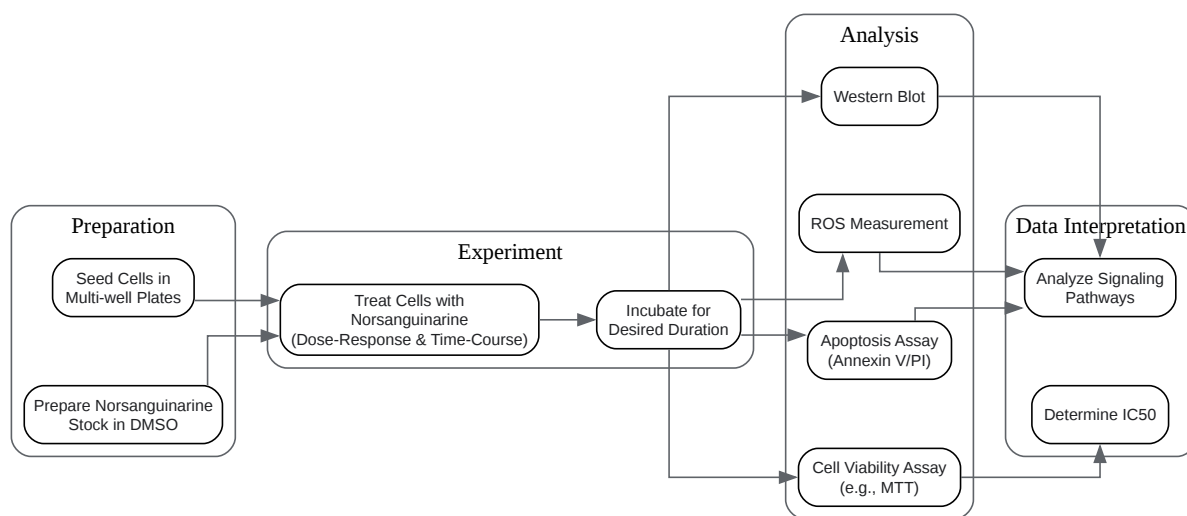 Preparation
Seed Cells in
Multi-well Plates
Prepare Norsanguinarine
Stock in DMSO
Experiment
Treat Cells with
Norsanguinarine
(Dose-Response & Time-Course)
Incubate for
Desired Duration
Analysis
Western Blot
ROS Measurement
Apoptosis Assay
(Annexin V/PI)
Cell Viability Assay
(e.g., MTT)
Data Interpretation
Analyze Signaling
Pathways
Determine IC50